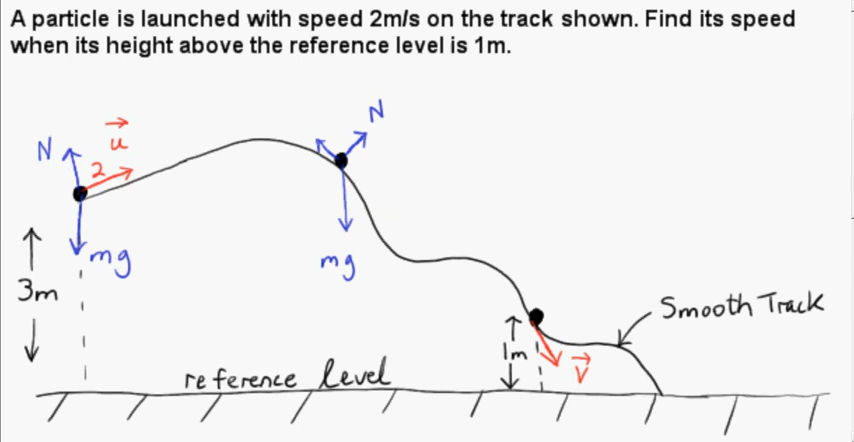 A particle is launched with speed 2m/s on the track shown. Find its speed
when its height above the reference level is 1m.
N
u
2
N
mg
mg
3m
Smooth Track
1m
v
reference level